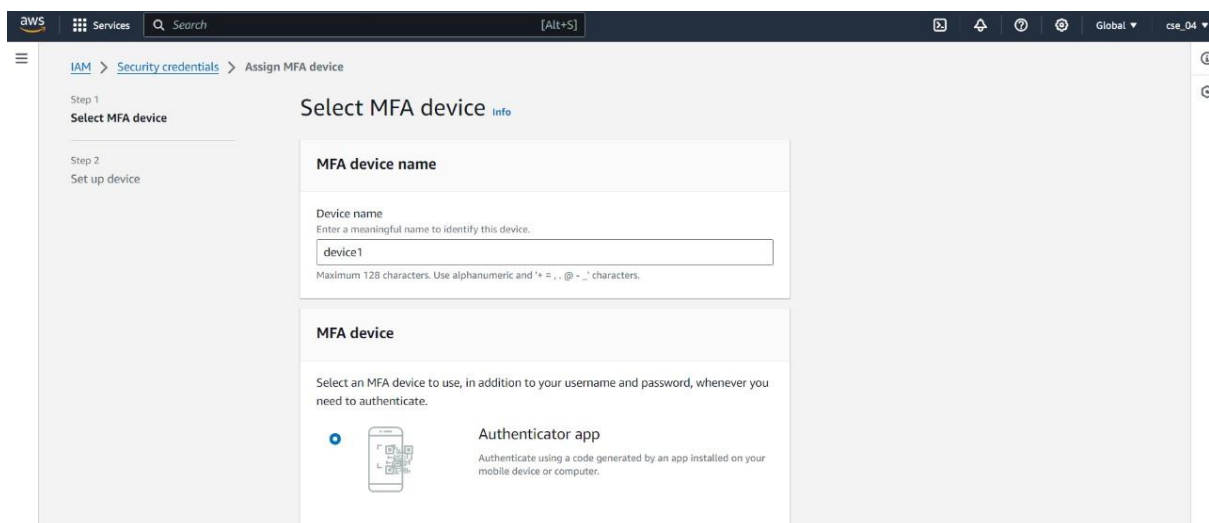 aws Services Search [Alt+S] Global cse_04
IAM > Security credentials > Assign MFA device
Step 1
Select MFA device
Step 2
Set up device
Select MFA device Info
MFA device name
Device name
Enter a meaningful name to identify this device.
device1
Maximum 128 characters. Use alphanumeric and '+ = , . @ - _' characters.
MFA device
Select an MFA device to use, in addition to your username and password, whenever you
need to authenticate.
Authenticator app
Authenticate using a code generated by an app installed on your
mobile device or computer.